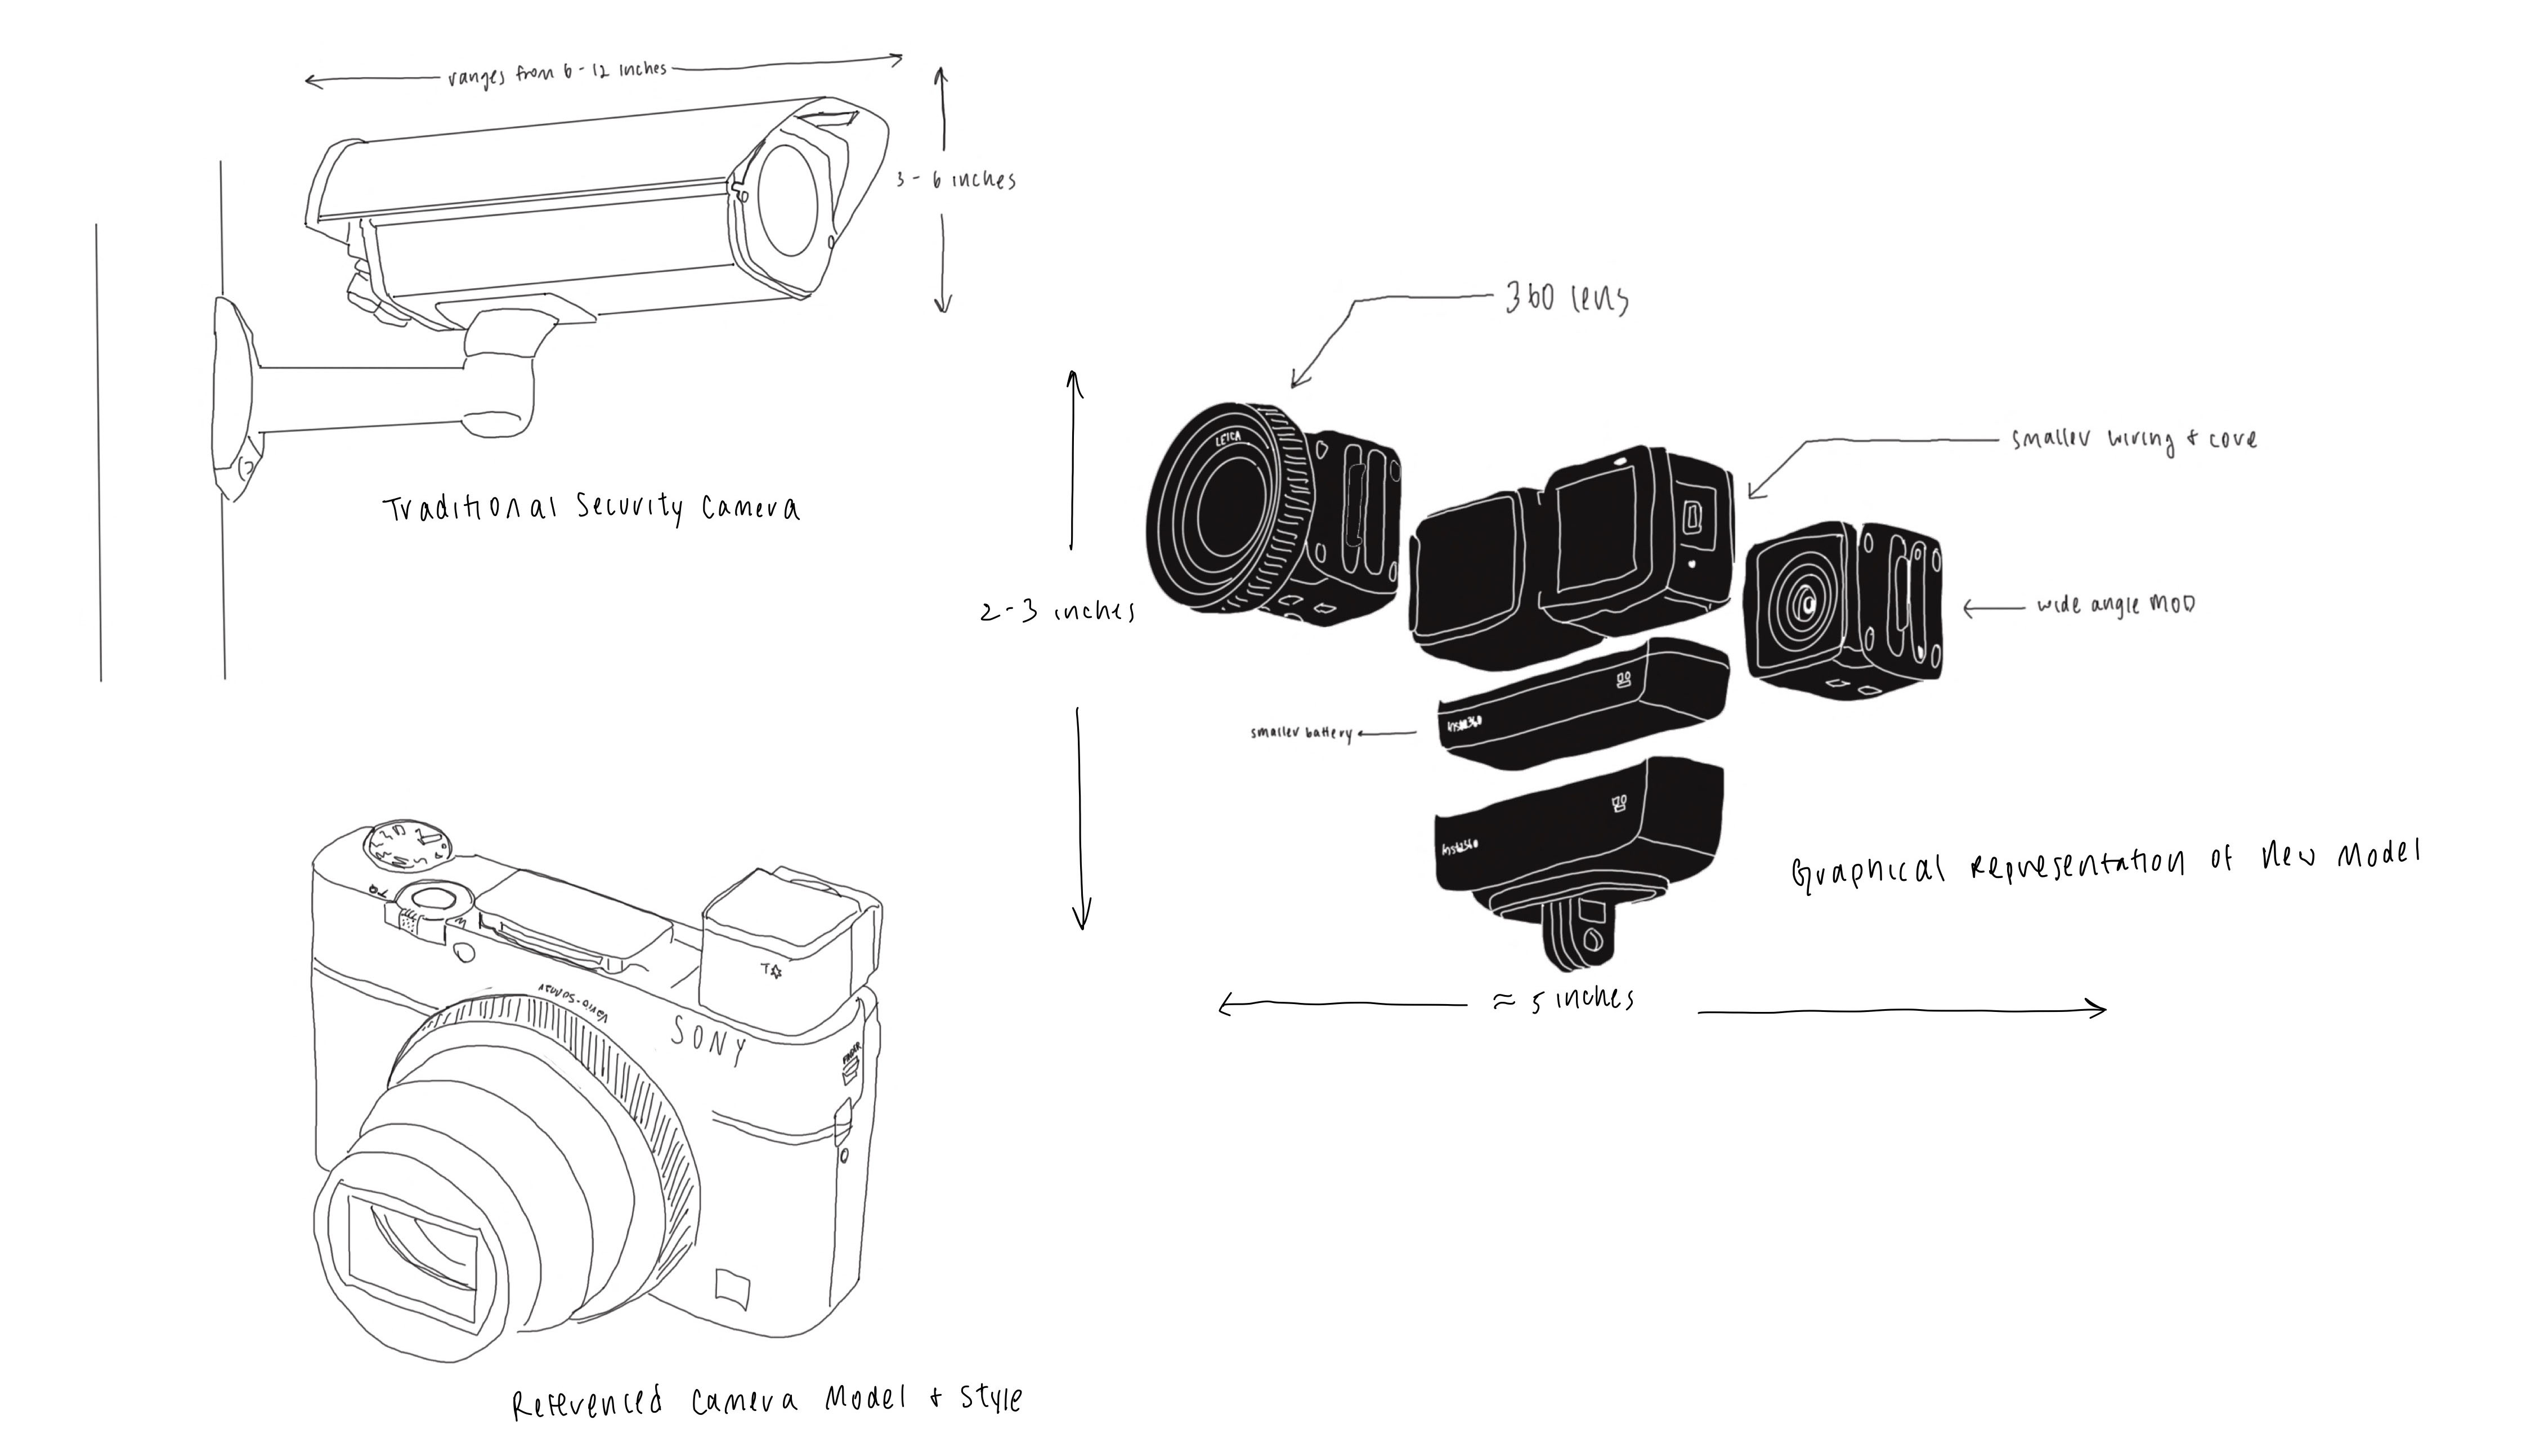 ranges from 6-12 inches
3-6 inches
Traditional Security Camera
360 lens
LEICA
smaller wiring + core
2-3 inches
wide angle MOD
smaller battery
Insta360
Insta360
Graphical Representation of New Model
≈ 5 inches
SONY
FINDER
Referenced Camera Model + Style